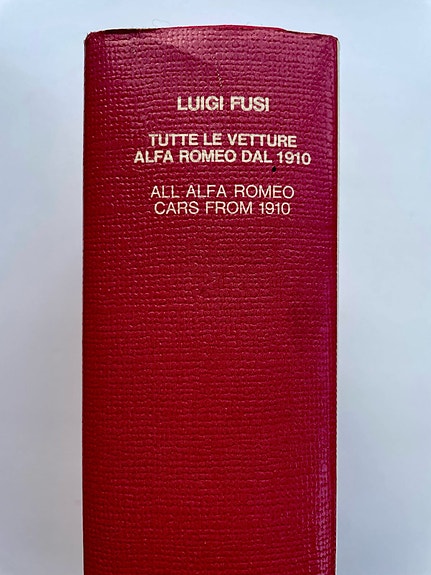 LUIGI FUSI
TUTTE LE VETTURE
ALFA ROMEO DAL 1910
ALL ALFA ROMEO
CARS FROM 1910